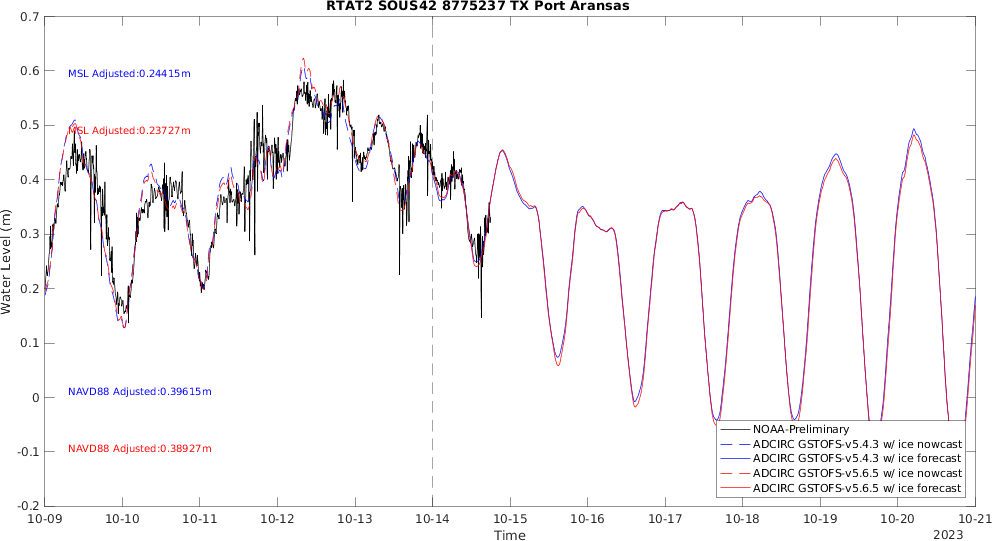 RTAT2 SOUS42 8775237 TX Port Aransas
0.7
0.6
0.5
0.4
0.3
0.2
0.1
0
-0.1
-0.2
Water Level (m)
MSL Adjusted:0.24415m
MSL Adjusted:0.23727m
NAVD88 Adjusted:0.39615m
NAVD88 Adjusted:0.38927m
NOAA-Preliminary
ADCIRC GSTOFS-v5.4.3 w/ ice nowcast
ADCIRC GSTOFS-v5.4.3 w/ ice forecast
ADCIRC GSTOFS-v5.6.5 w/ ice nowcast
ADCIRC GSTOFS-v5.6.5 w/ ice forecast
10-09 10-10 10-11 10-12 10-13 10-14 10-15 10-16 10-17 10-18 10-19 10-20 10-21
Time
2023